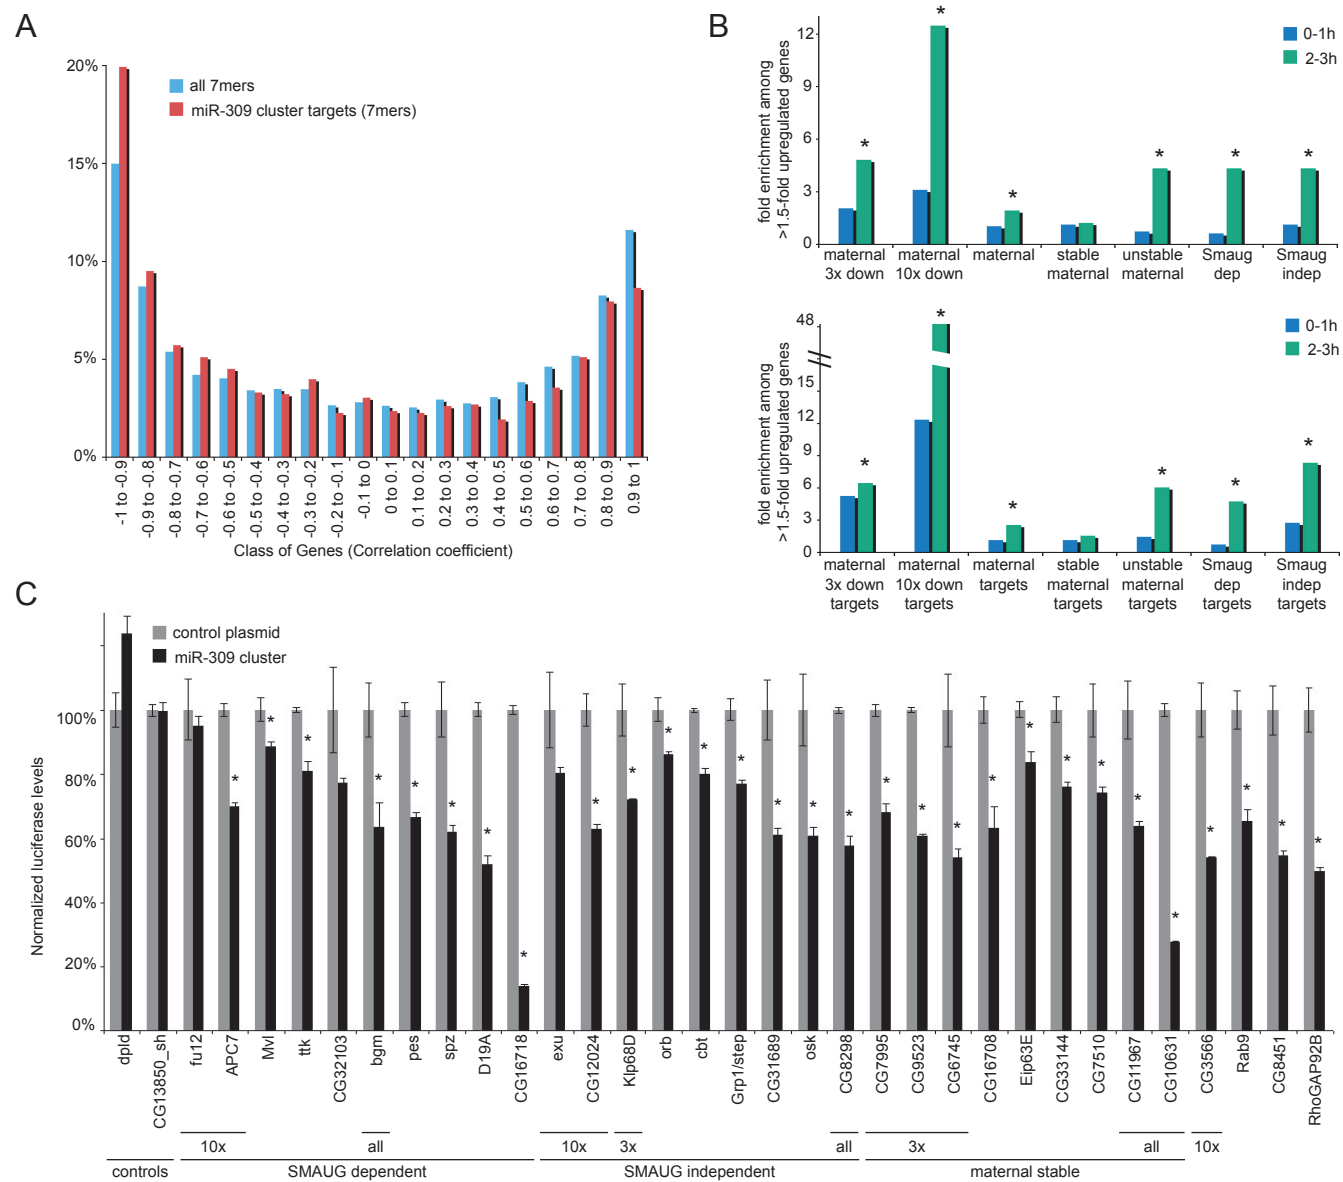 A
20%
15%
10%
5%
0%
all 7mers
miR-309 cluster targets (7mers)
-1 to -0.9
-0.9 to -0.8
-0.8 to -0.7
-0.7 to -0.6
-0.6 to -0.5
-0.5 to -0.4
-0.4 to -0.3
-0.3 to -0.2
-0.2 to -0.1
-0.1 to 0
0 to 0.1
0.1 to 0.2
0.2 to 0.3
0.3 to 0.4
0.4 to 0.5
0.5 to 0.6
0.6 to 0.7
0.7 to 0.8
0.8 to 0.9
0.9 to 1
Class of Genes (Correlation coefficient)
B
fold enrichment among
>1.5-fold upregulated genes
12
9
6
3
0
0-1h
2-3h
* * * * * *
maternal
3x down
maternal
10x down
maternal
stable
maternal
unstable
maternal
Smaug
dep
Smaug
indep
fold enrichment among
>1.5-fold upregulated genes
48
15
12
9
6
3
0
0-1h
2-3h
* * * * * *
maternal
3x down
targets
maternal
10x down
targets
maternal
targets
stable
maternal
targets
unstable
maternal
targets
Smaug
dep
targets
Smaug
indep
targets
C
Normalized luciferase levels
100%
80%
60%
40%
20%
0%
control plasmid
miR-309 cluster
* * * * * * * * * * * * * * * * * * * * * * * * * * *
dpld
CG13850_sh
fu12
APC7
Mvl
ttk
CG32103
bgm
pes
spz
D19A
CG16718
exu
CG12024
Kip68D
orb
cbt
Grp1/step
CG31689
osk
CG8298
CG7995
CG9523
CG6745
CG16708
Eip63E
CG33144
CG7510
CG11967
CG10631
CG3566
Rab9
CG8451
RhoGAP92B
10x all 10x 3x all 3x all 10x
controls SMAUG dependent SMAUG independent maternal stable